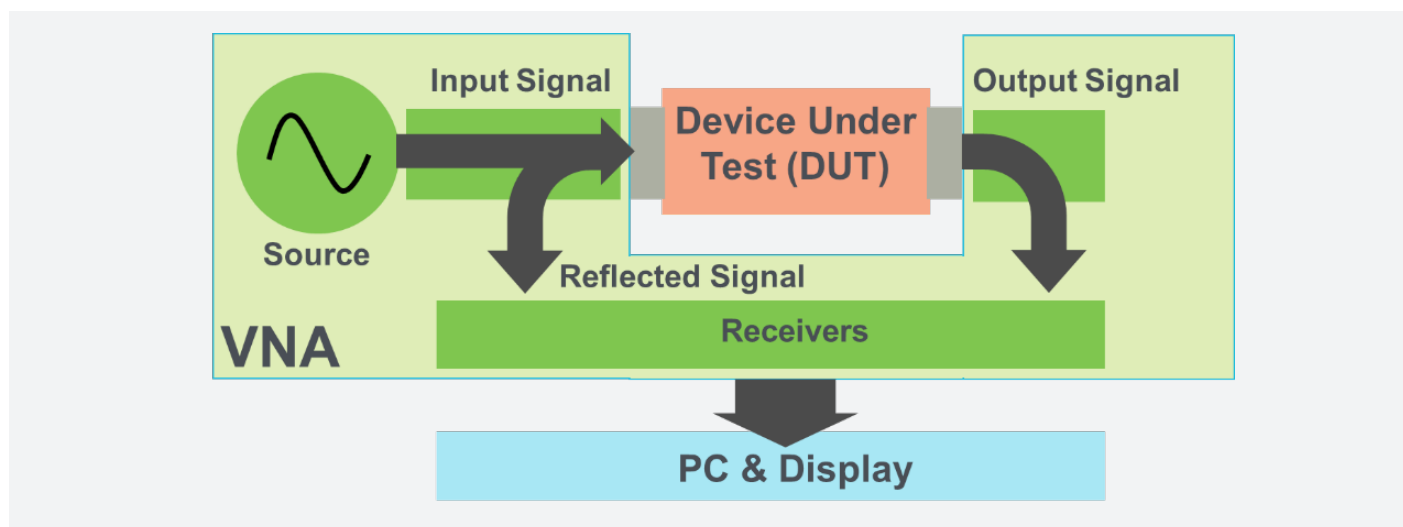 Input Signal
Device Under
Test (DUT)
Output Signal
Source
Reflected Signal
VNA
Receivers
PC & Display